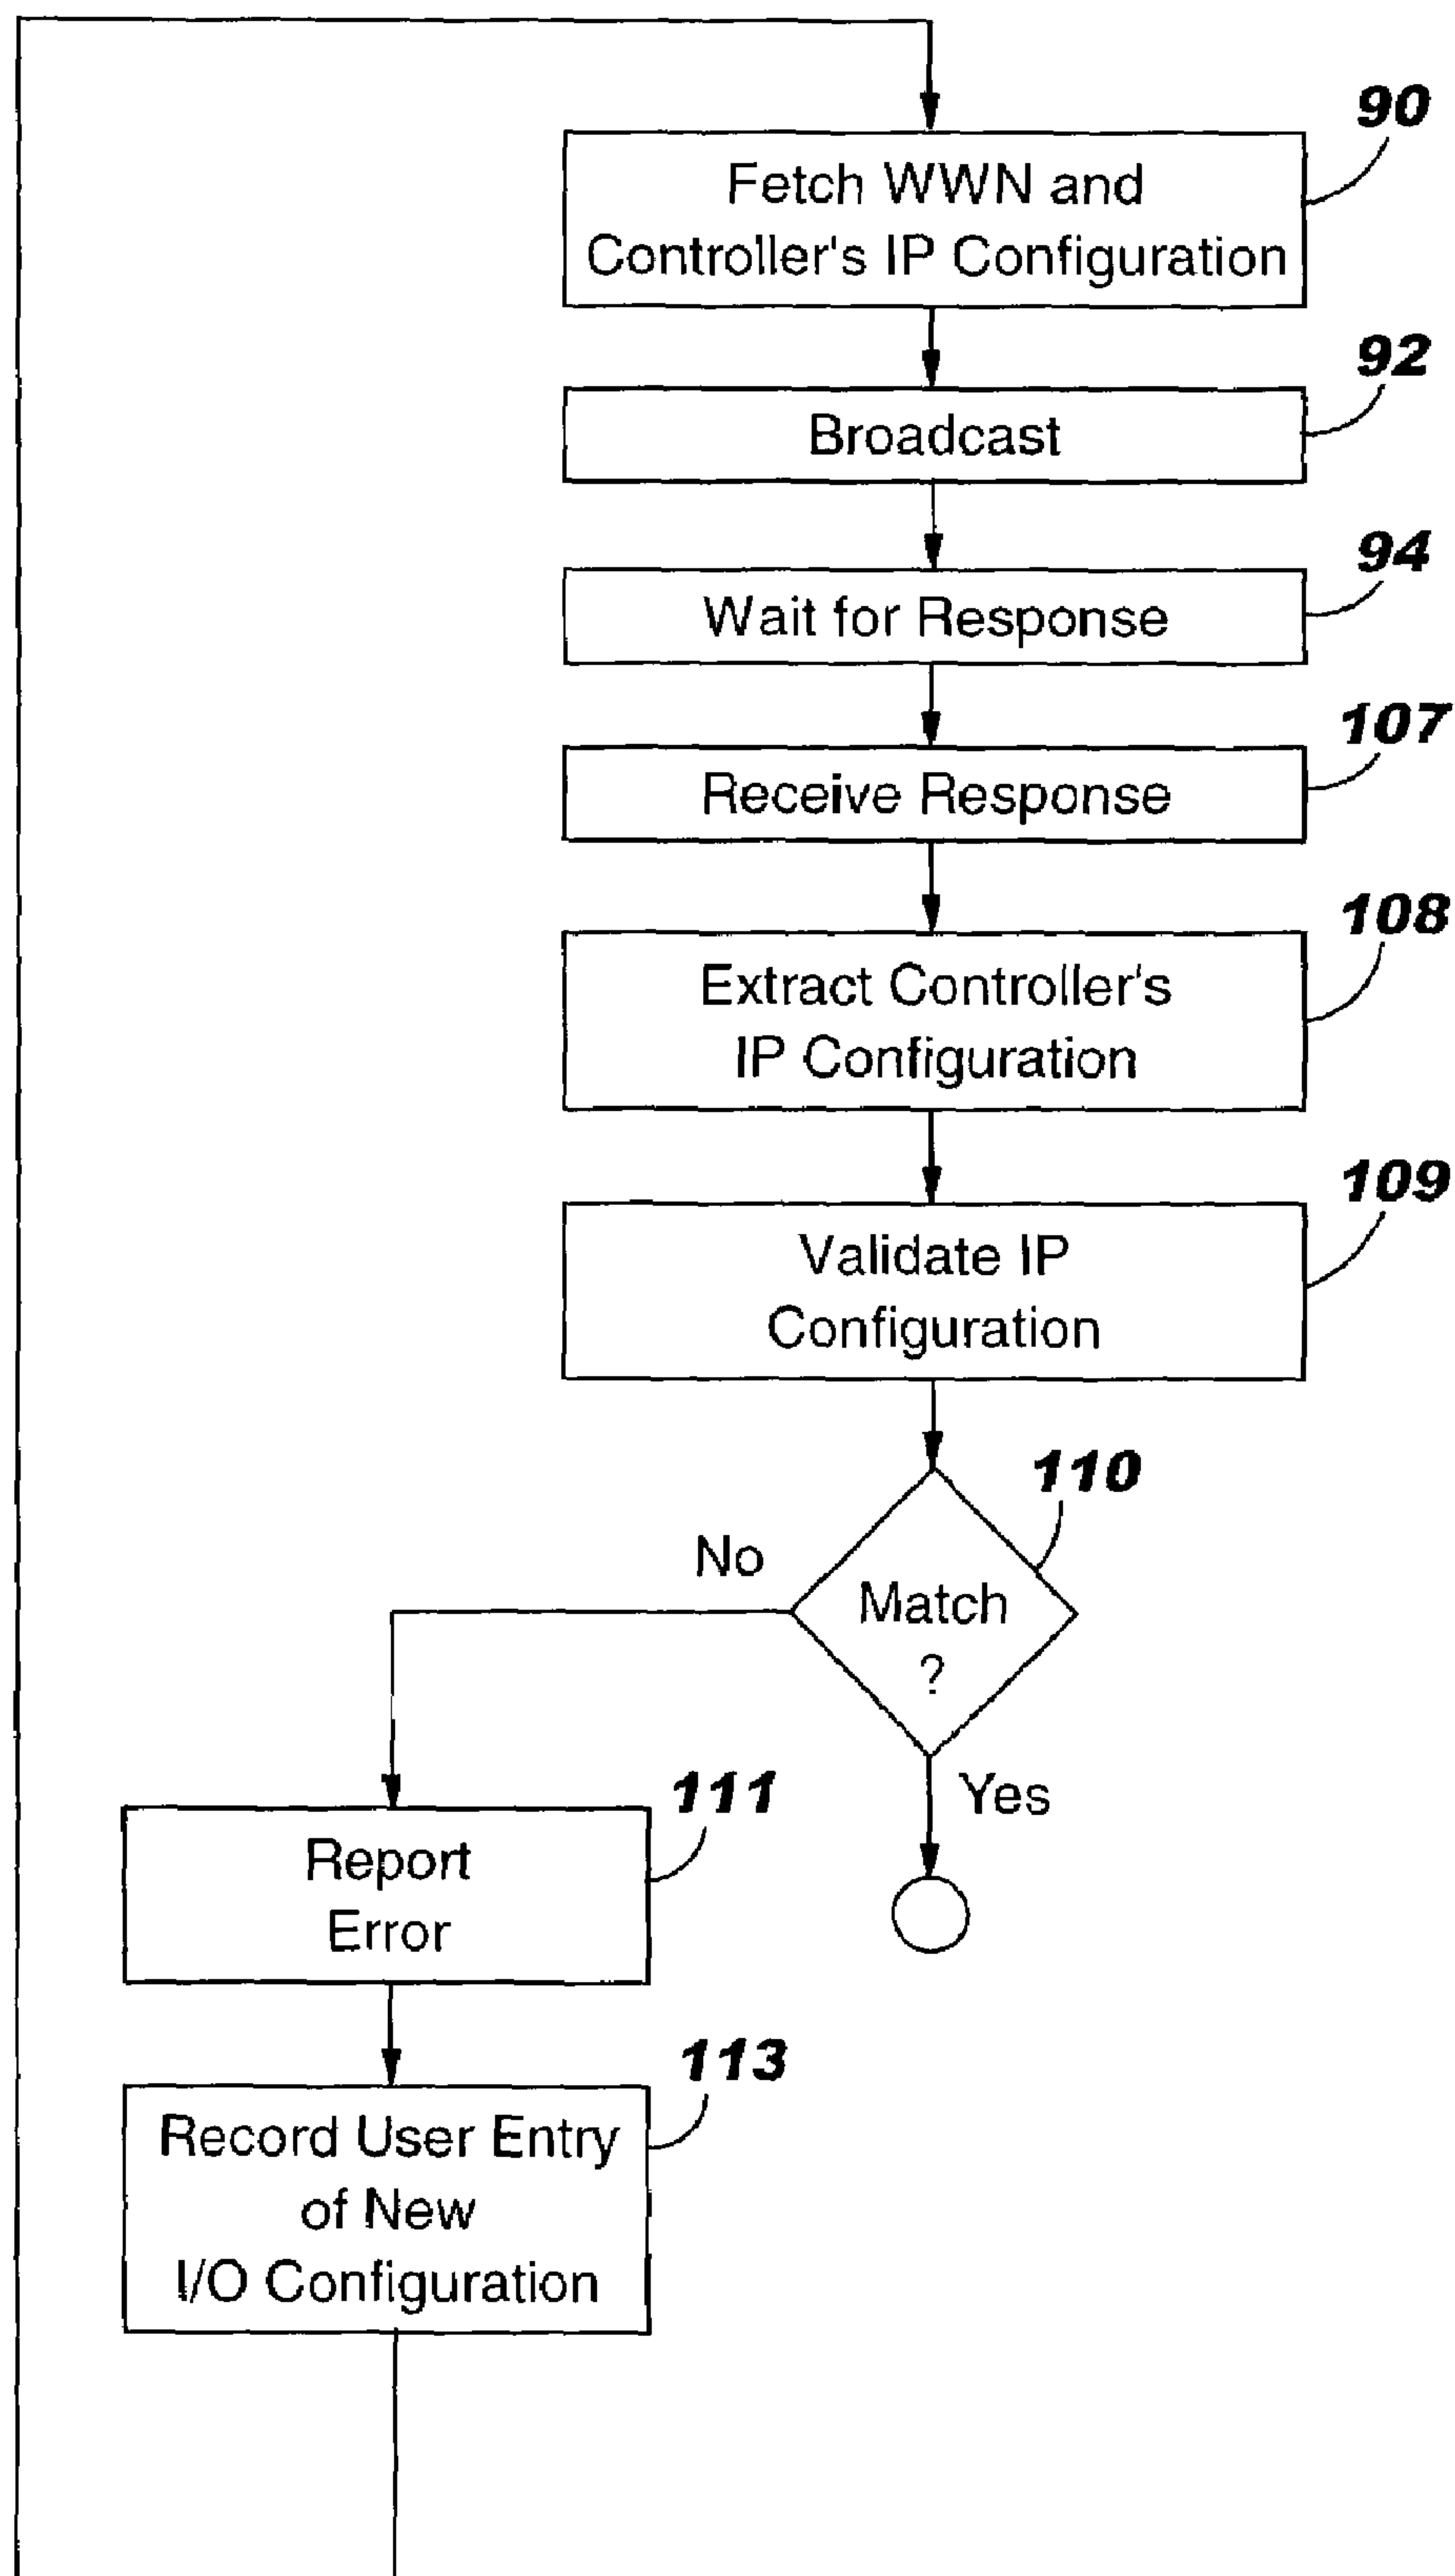 90
Fetch WWN and
Controller's IP Configuration
92
Broadcast
94
Wait for Response
107
Receive Response
108
Extract Controller's
IP Configuration
109
Validate IP
Configuration
110
No
Match
?
Yes
111
Report
Error
113
Record User Entry
of New
I/O Configuration